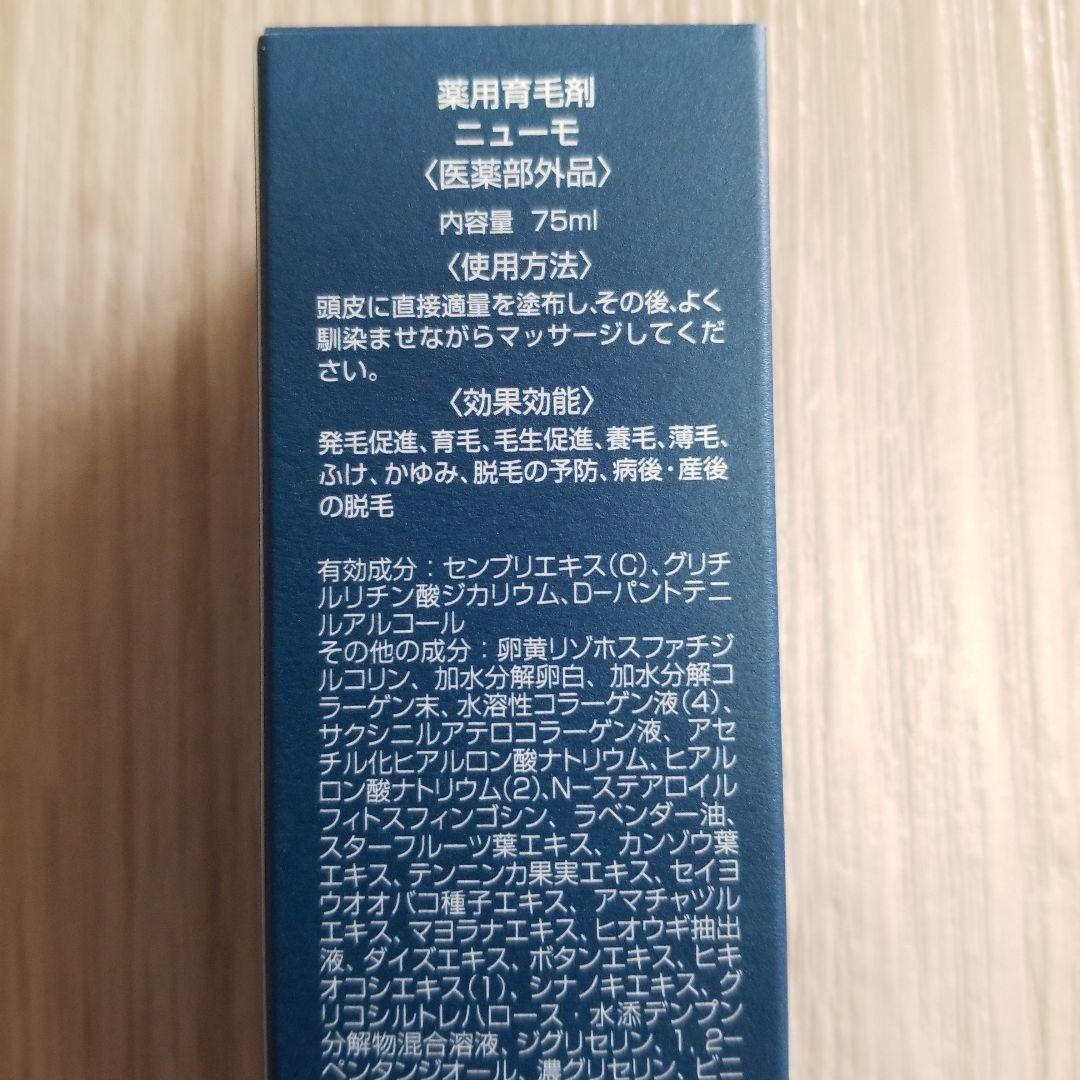 薬用育毛剤
ニューモ
〈医薬部外品〉
内容量 75ml
〈使用方法〉
頭皮に直接適量を塗布し、その後、よく
馴染ませながらマッサージしてくだ
さい。
〈効果効能〉
発毛促進、育毛、毛生促進、養毛、薄毛、
ふけ、かゆみ、脱毛の予防、病後・産後
の脱毛
有効成分：センブリエキス(C)、グリチ
ルリチン酸ジカリウム、D-パントテニ
ルアルコール
その他の成分：卵黄リゾホスファチジ
ルコリン、加水分解卵白、加水分解コ
ラーゲン末、水溶性コラーゲン液(4)、
サクシニルアテロコラーゲン液、アセ
チル化ヒアルロン酸ナトリウム、ヒアル
ロン酸ナトリウム(2)、N-ステアロイル
フィトスフィンゴシン、ラベンダー油、
スターフルーツ葉エキス、カンゾウ葉
エキス、テンニンカ果実エキス、セイヨ
ウオオバコ種子エキス、アマチャヅル
エキス、マヨラナエキス、ヒオウギ抽出
液、ダイズエキス、ボタンエキス、ヒキ
オコシエキス(1)、シナノキエキス、グ
リコシルトレハロース・水添デンプン
分解物混合溶液、ジグリセリン、1,2-
ペンタンジオール、濃グリセリン、ビニ